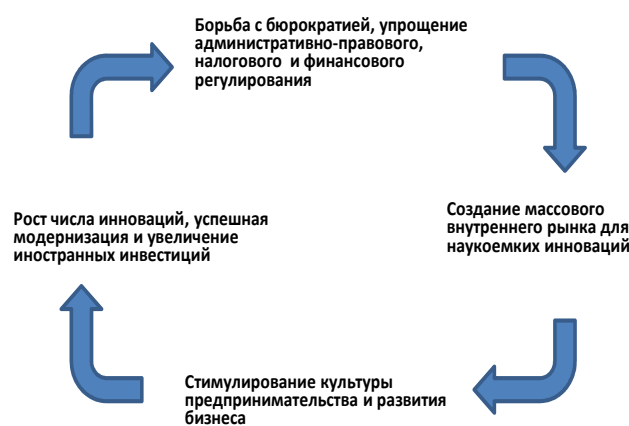 Борьба с бюрократией, упрощение
административно-правового,
налогового и финансового
регулирования
Создание массового
внутреннего рынка для
наукоемких инноваций
Стимулирование культуры
предпринимательства и развития
бизнеса
Рост числа инноваций, успешная
модернизация и увеличение
иностранных инвестиций